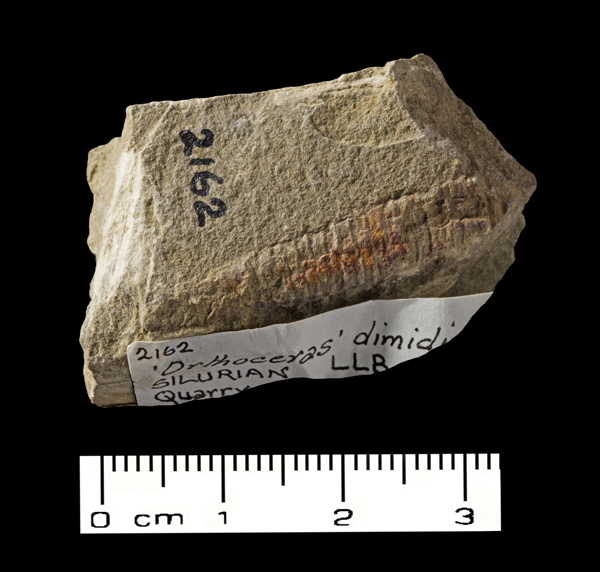 2162
2162
'Orthoceras' dimidi
SILURIAN LLB
Quarry
0 cm 1 2 3